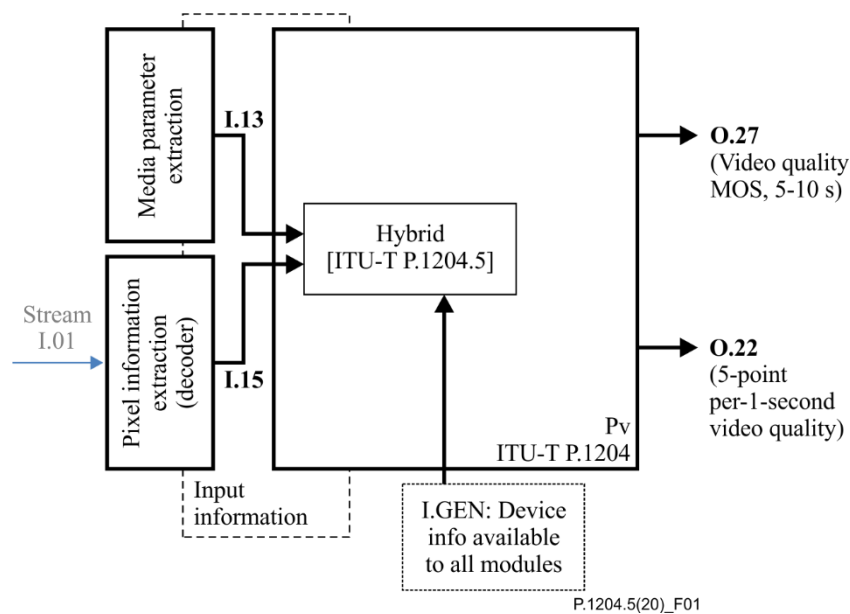 Media parameter
extraction
I.13
Stream
I.01
Pixel information
extraction
(decoder)
I.15
Input
information
Hybrid
[ITU-T P.1204.5]
Pv
ITU-T P.1204
I.GEN: Device
info available
to all modules
O.27
(Video quality
MOS, 5-10 s)
O.22
(5-point
per-1-second
video quality)
P.1204.5(20)_F01